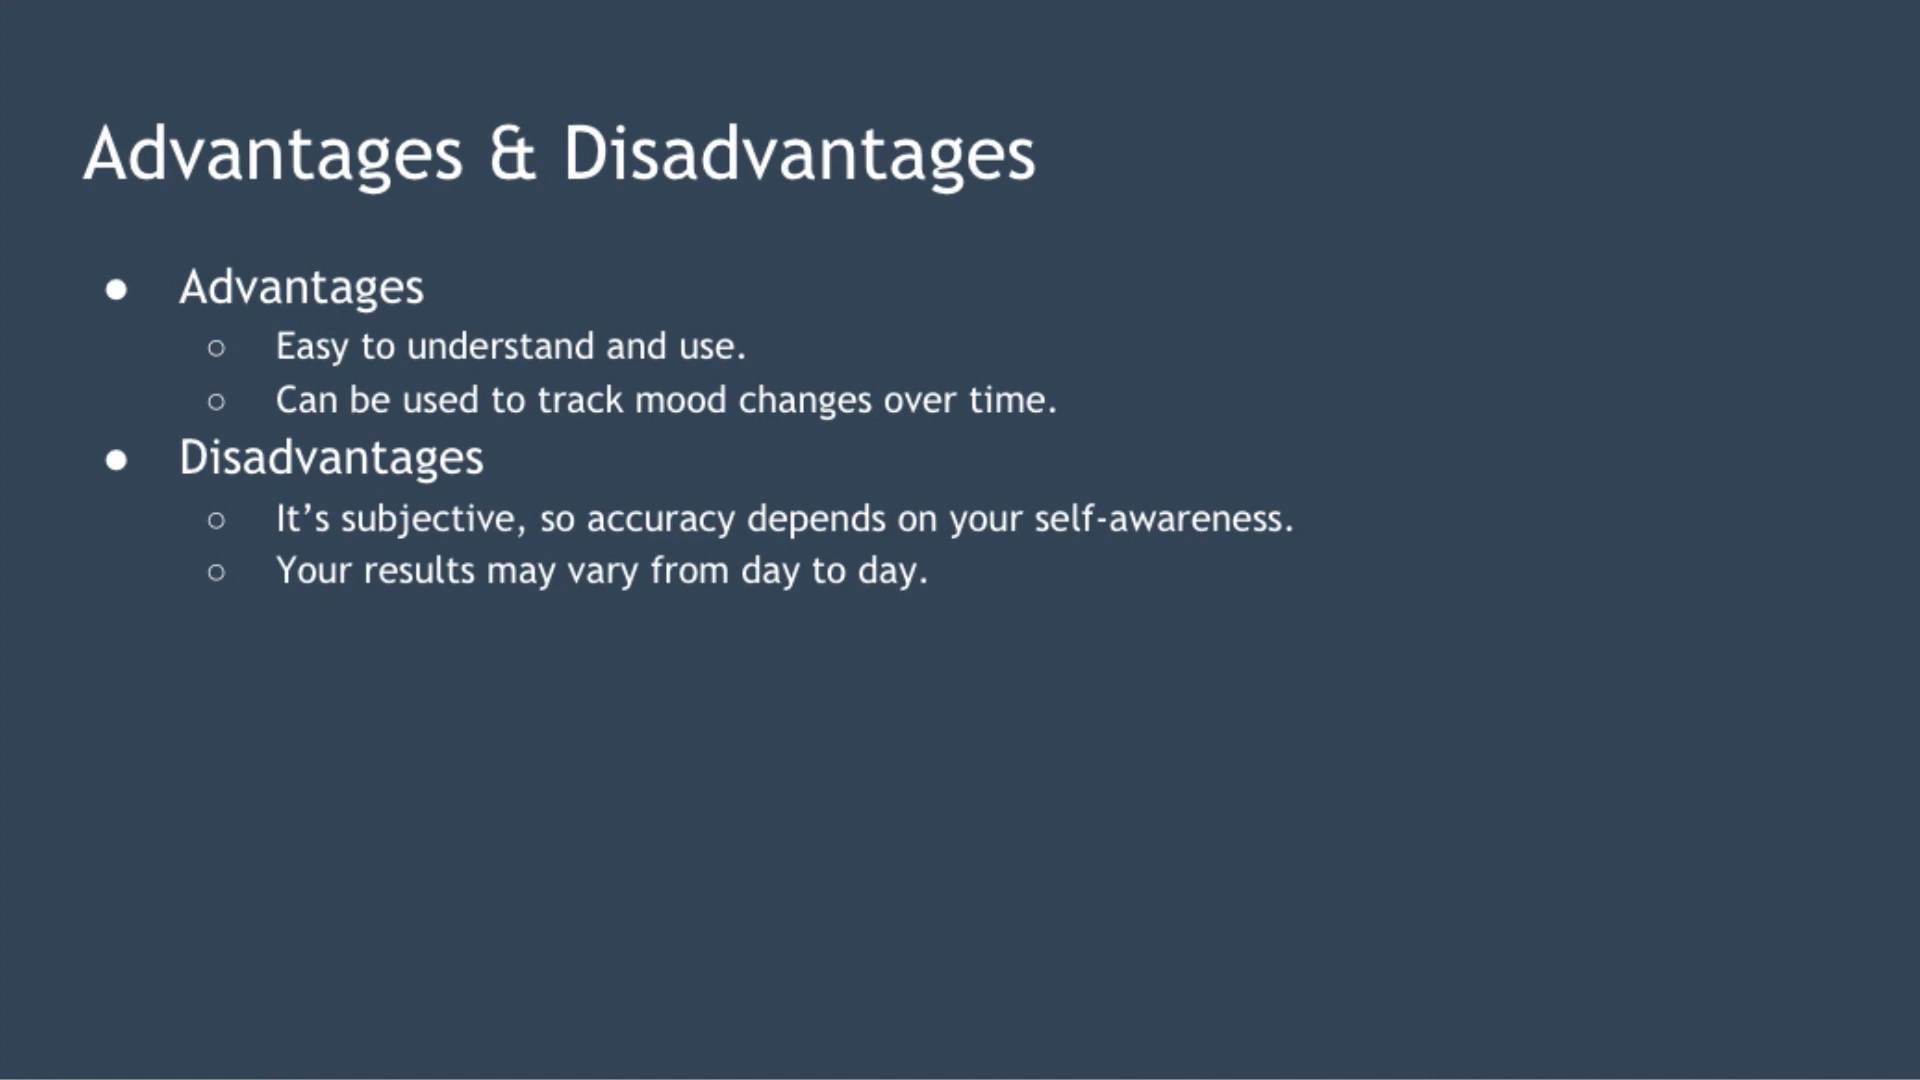 Advantages & Disadvantages
● Advantages
○ Easy to understand and use.
○ Can be used to track mood changes over time.
● Disadvantages
○ It’s subjective, so accuracy depends on your self-awareness.
○ Your results may vary from day to day.